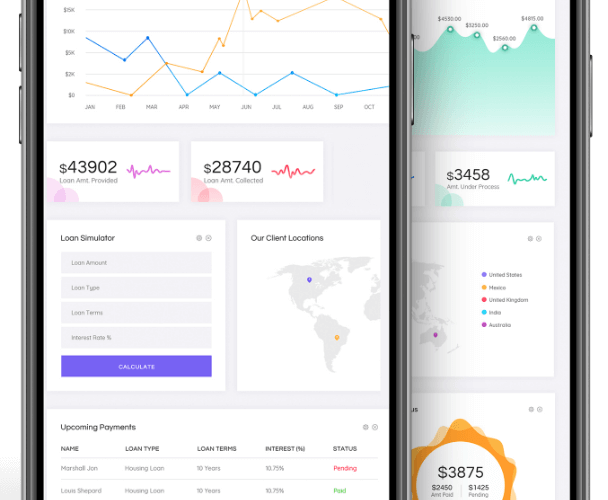 $15K
$10K
$5K
$2K
$0
JAN FEB MAR APR MAY JUN JUL AUG SEP OCT
$4550.00
$3250.00
$2560.00
$4815.00
$43902
Loan Amt. Provided
$28740
Loan Amt. Collected
$3458
Amt. Under Process
Loan Simulator
Loan Amount
Loan Type
Loan Terms
Interest Rate %
CALCULATE
Our Client Locations
United States
Mexico
United Kingdom
India
Australia
Upcoming Payments
NAME LOAN TYPE LOAN TERMS INTEREST (%) STATUS
Marshall Jon Housing Loan 10 Years 10.75% Pending
Louis Shepard Housing Loan 10 Years 10.75% Paid
us
$3875
$2450 $1425
Amt Paid Pending